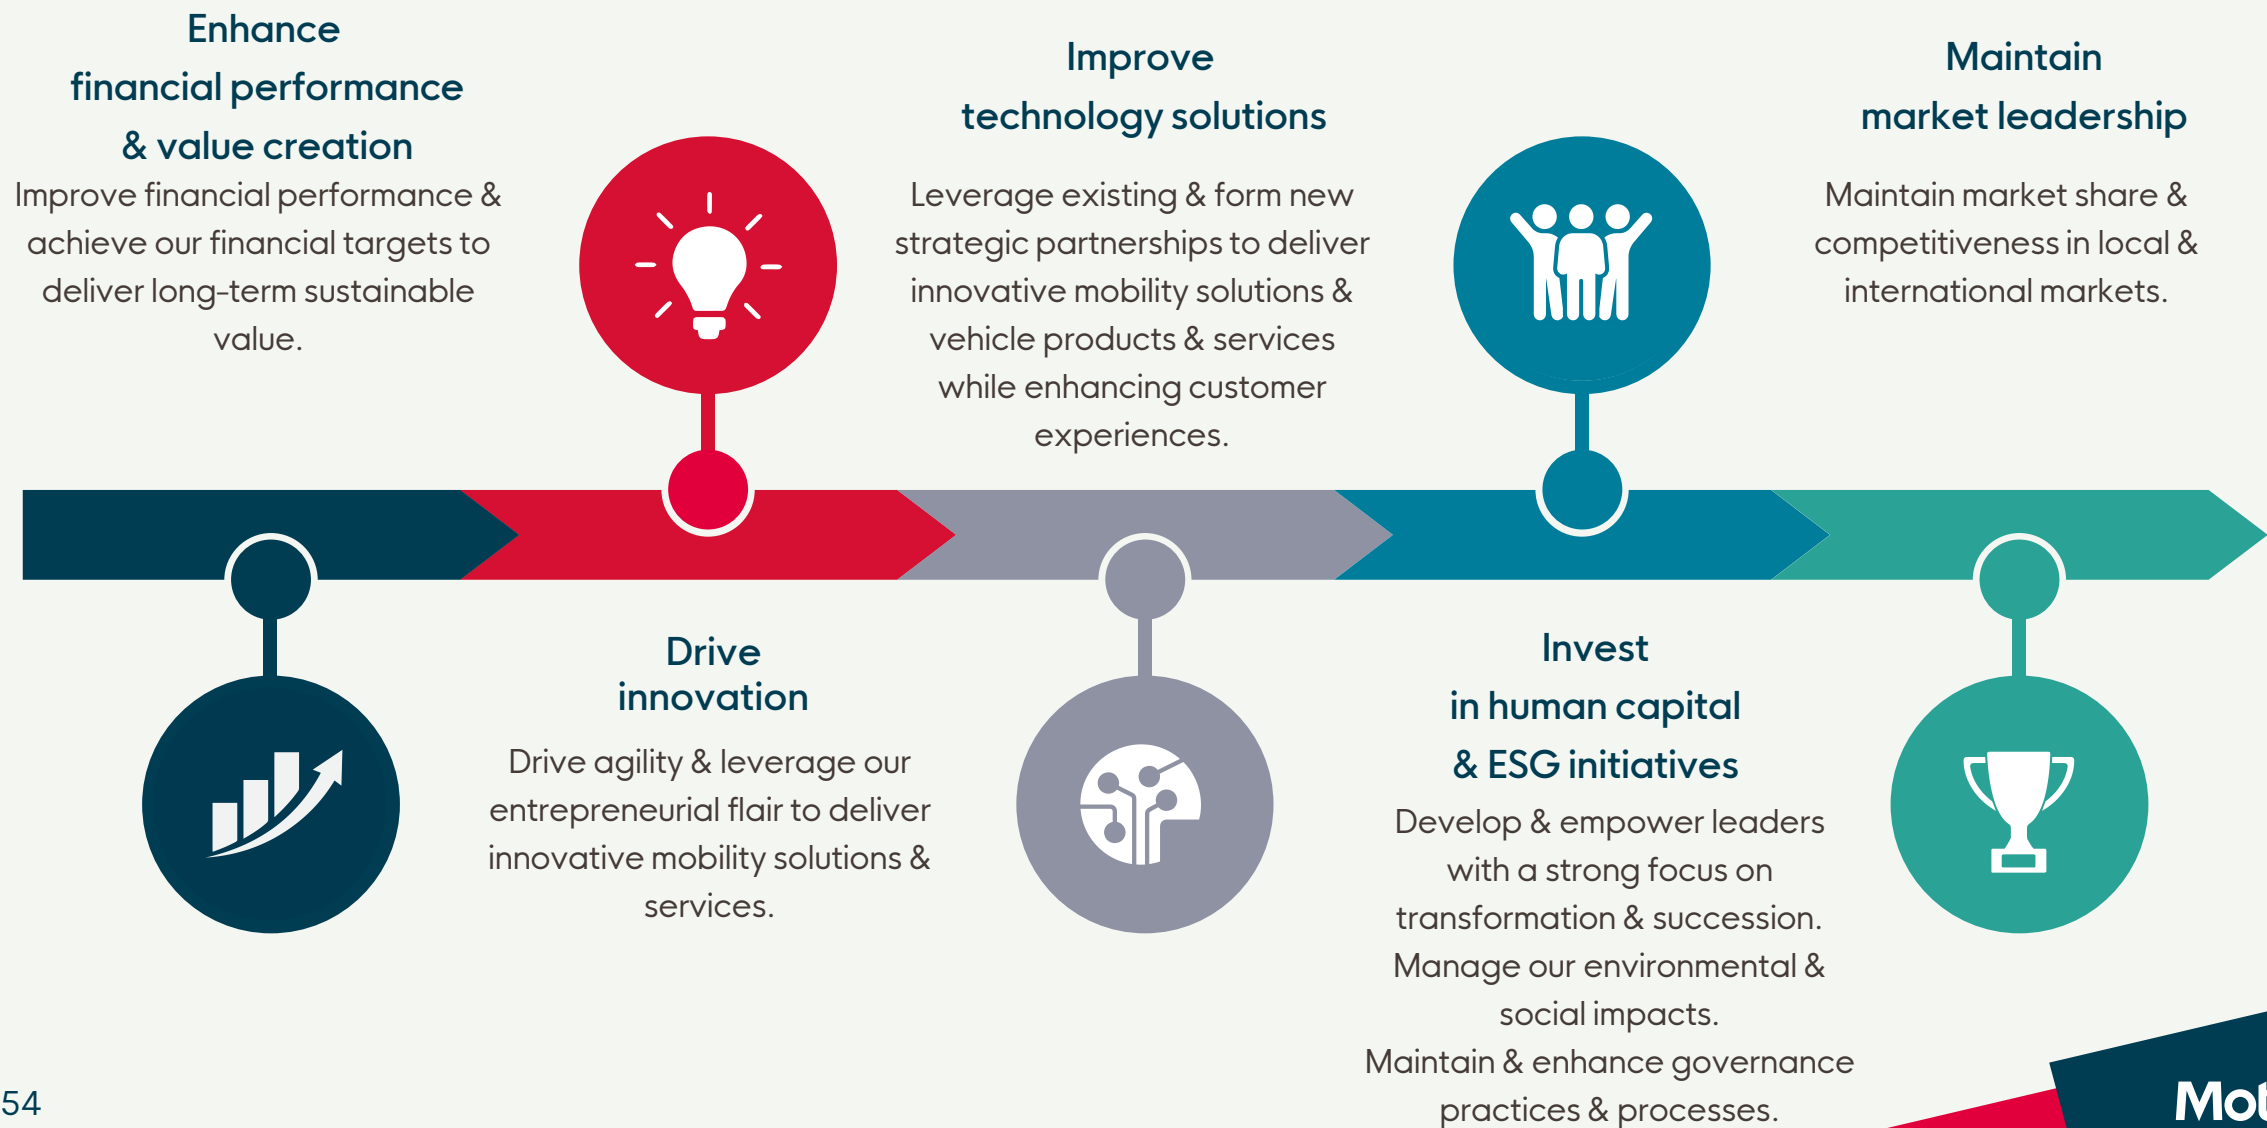 Enhance
financial performance
& value creation
Improve financial performance &
achieve our financial targets to
deliver long-term sustainable
value.
Drive
innovation
Drive agility & leverage our
entrepreneurial flair to deliver
innovative mobility solutions &
services.
Improve
technology solutions
Leverage existing & form new
strategic partnerships to deliver
innovative mobility solutions &
vehicle products & services
while enhancing customer
experiences.
Invest
in human capital
& ESG initiatives
Develop & empower leaders
with a strong focus on
transformation & succession.
Manage our environmental &
social impacts.
Maintain & enhance governance
practices & processes.
Maintain
market leadership
Maintain market share &
competitiveness in local &
international markets.
54